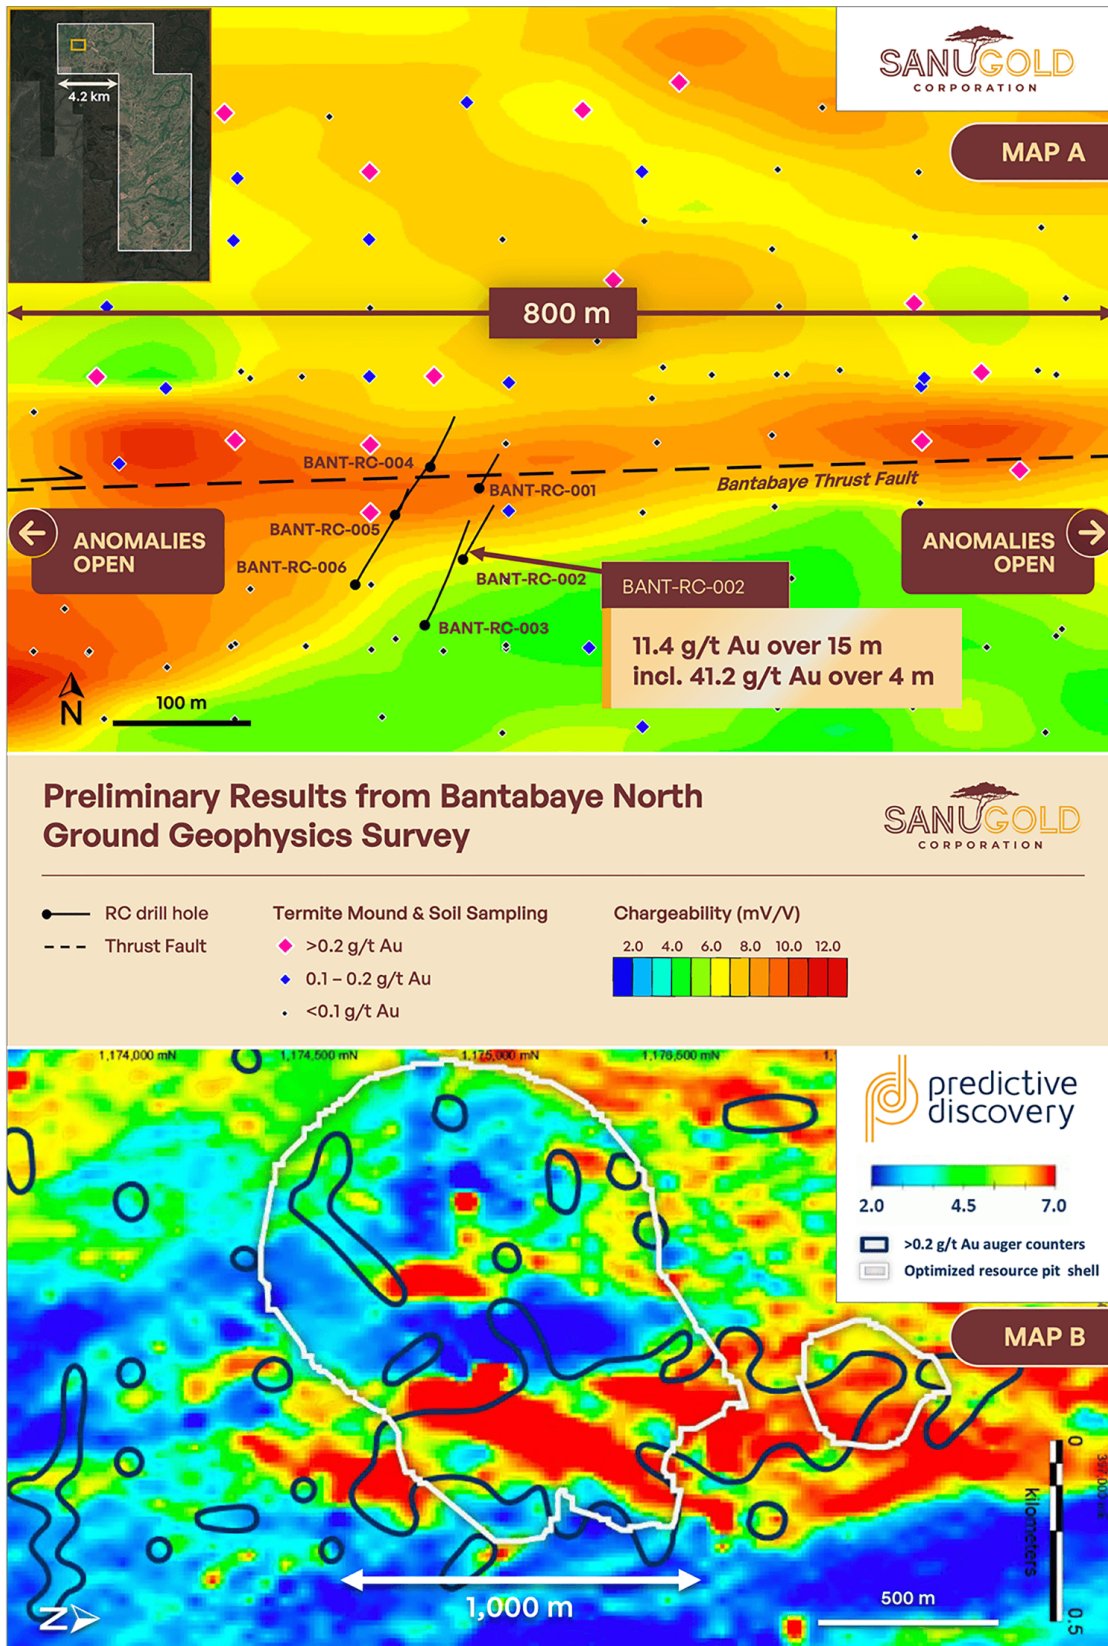 4.2 km
SANUGOLD
CORPORATION
MAP A
800 m
BANT-RC-004
BANT-RC-001
Bantabaye Thrust Fault
BANT-RC-005
ANOMALIES
OPEN
ANOMALIES
OPEN
BANT-RC-006
BANT-RC-002
BANT-RC-002
BANT-RC-003
11.4 g/t Au over 15 m
incl. 41.2 g/t Au over 4 m
N
100 m
Preliminary Results from Bantabaye North
Ground Geophysics Survey
SANUGOLD
CORPORATION
RC drill hole
Thrust Fault
Termite Mound & Soil Sampling
>0.2 g/t Au
0.1 – 0.2 g/t Au
<0.1 g/t Au
Chargeability (mV/V)
2.0 4.0 6.0 8.0 10.0 12.0
1,174,000 mN 1,174,500 mN 1,175,000 mN 1,176,500 mN
predictive
discovery
2.0 4.5 7.0
>0.2 g/t Au auger counters
Optimized resource pit shell
MAP B
0
kilometers
0.5
1,000 m
500 m
N